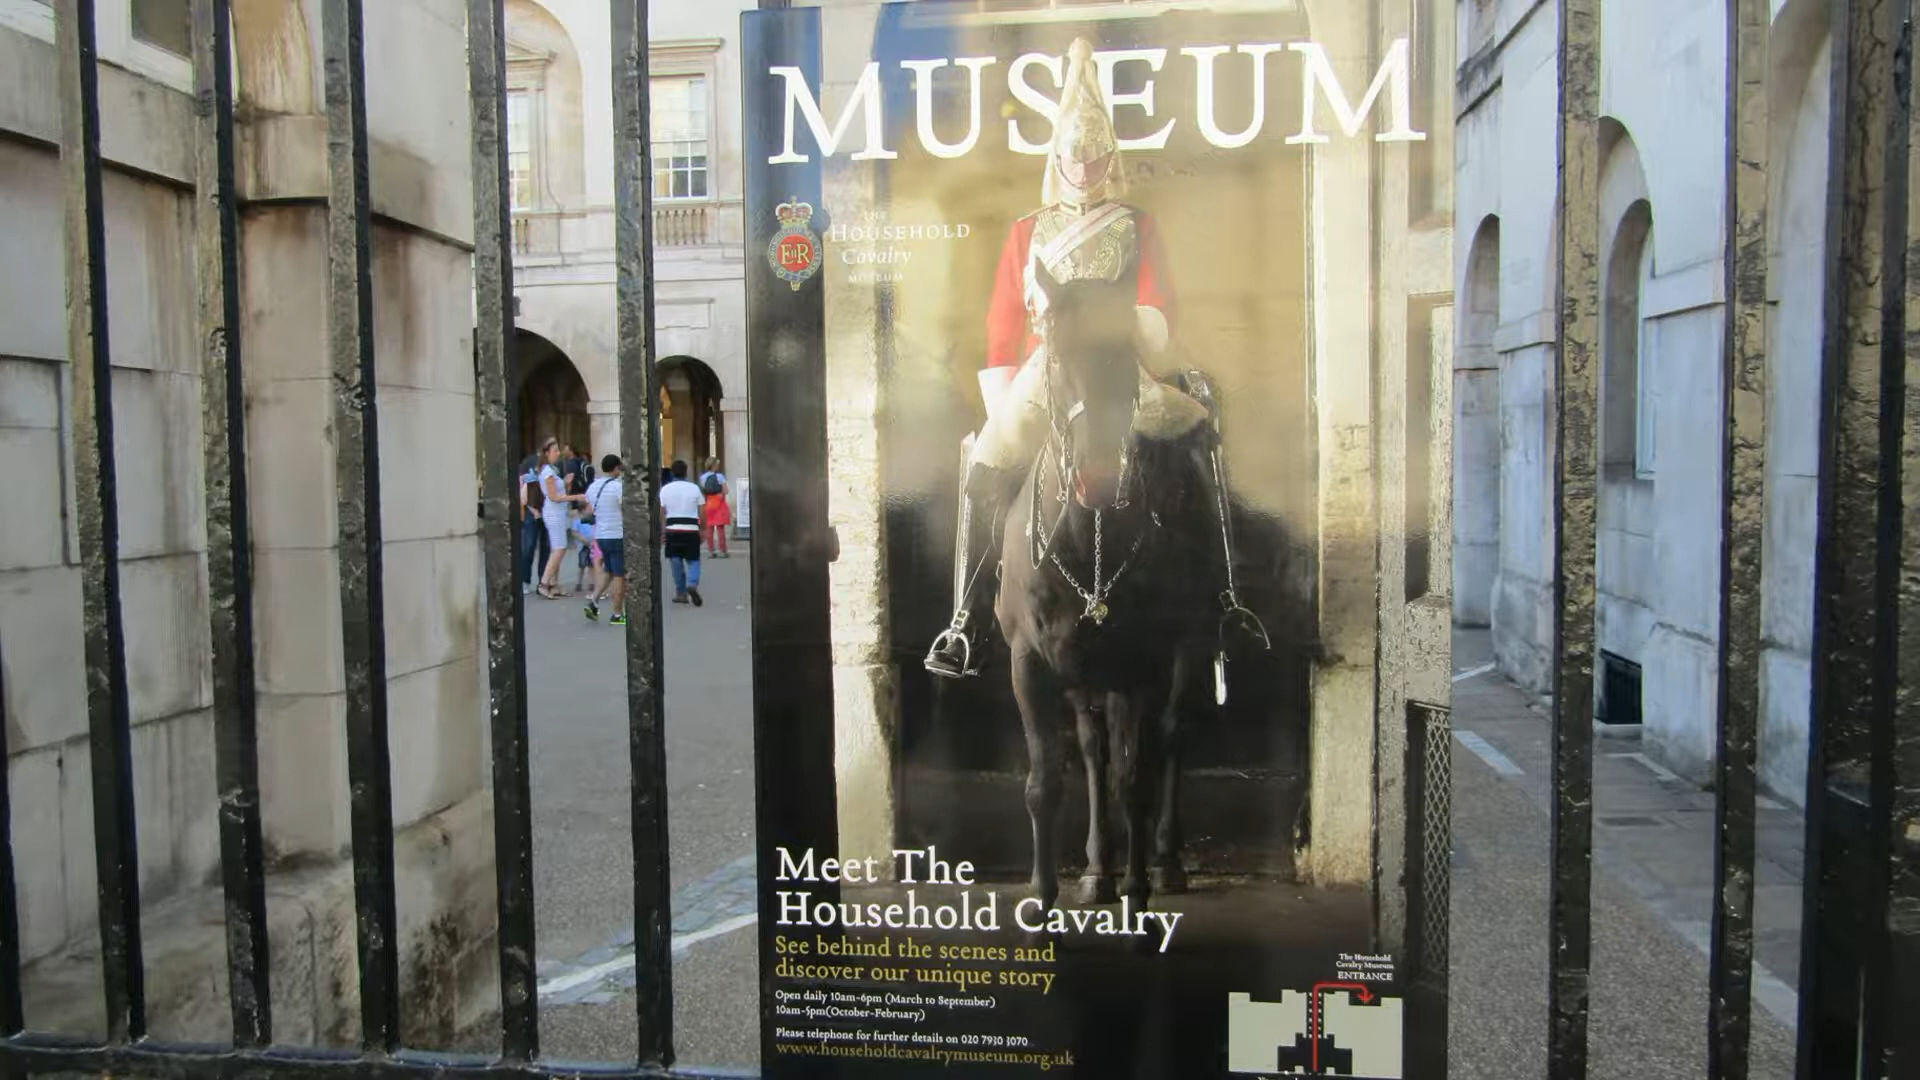 MUSEUM
THE
HOUSEHOLD
Cavalry
MUSEUM
EIIR
Meet The
Household Cavalry
See behind the scenes and
discover our unique story
Open daily 10am-6pm (March to September)
10am-5pm(October-February)
Please telephone for further details on 020 7930 3070
www.householdcavalrymuseum.org.uk
The Household
Cavalry Museum
ENTRANCE